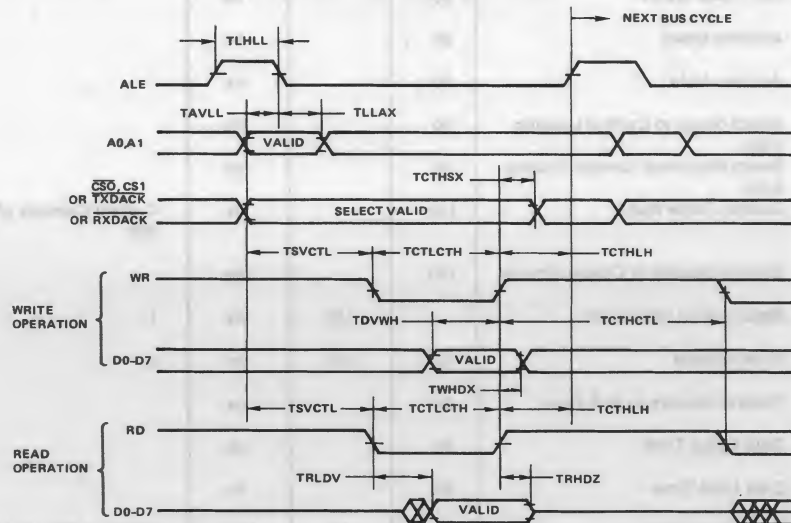 NEXT BUS CYCLE
TLHLL
ALE
TAVLL
TLLAX
A0,A1
VALID
TCTHSX
CSO, CS1
OR TXDACK
OR RXDACK
SELECT VALID
TSVCTL
TCTLCTH
TCTHLH
WR
WRITE
OPERATION
TDVWH
TCTHCTL
D0-D7
VALID
TWHDX
TSVCTL
TCTLCTH
TCTHLH
RD
READ
OPERATION
TRLDV
TRHDZ
D0-D7
VALID